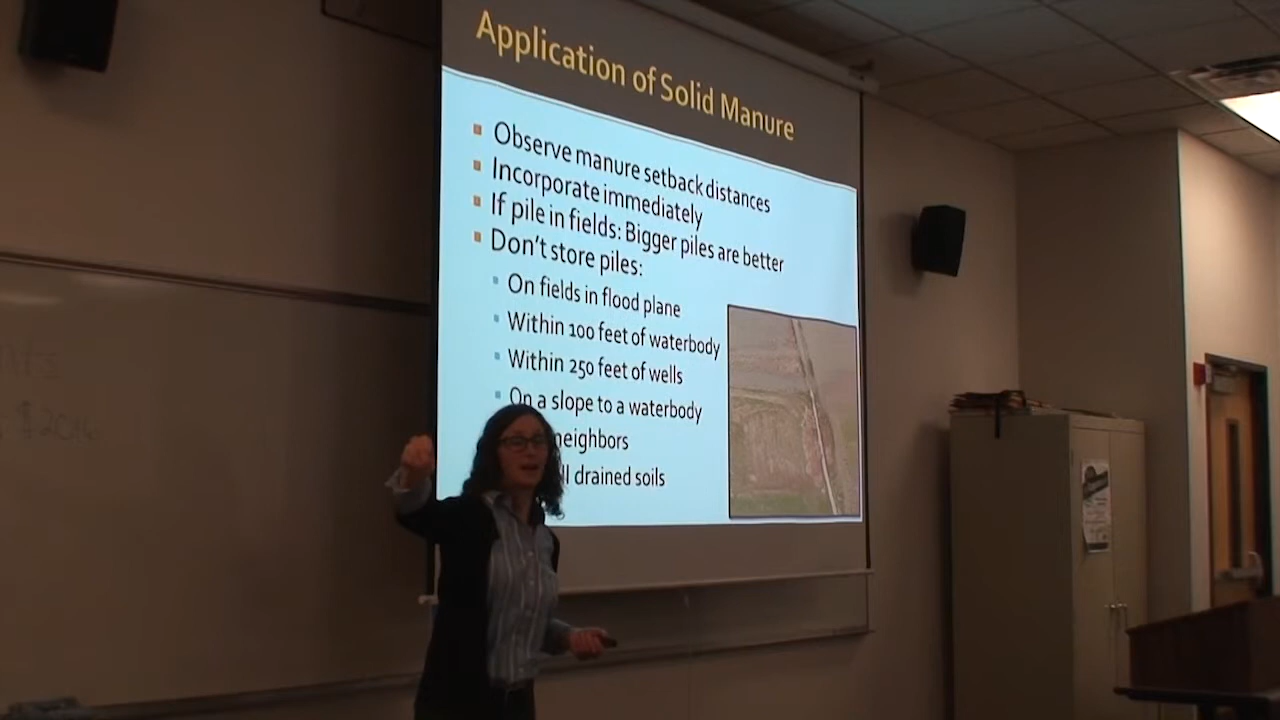 Application of Solid Manure
Observe manure setback distances
Incorporate immediately
If pile in fields: Bigger piles are better
Don't store piles:
On fields in flood plane
Within 100 feet of waterbody
Within 250 feet of wells
On a slope to a waterbody
neighbors
ll drained soils